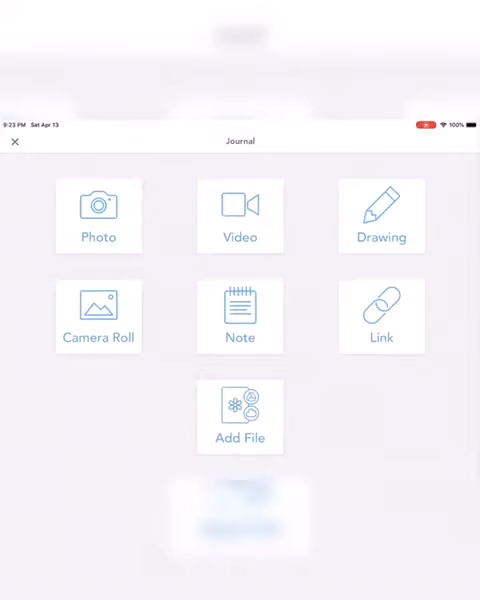 9:23 PM Sat Apr 13
100%
Journal
Photo
Video
Drawing
Camera Roll
Note
Link
Add File